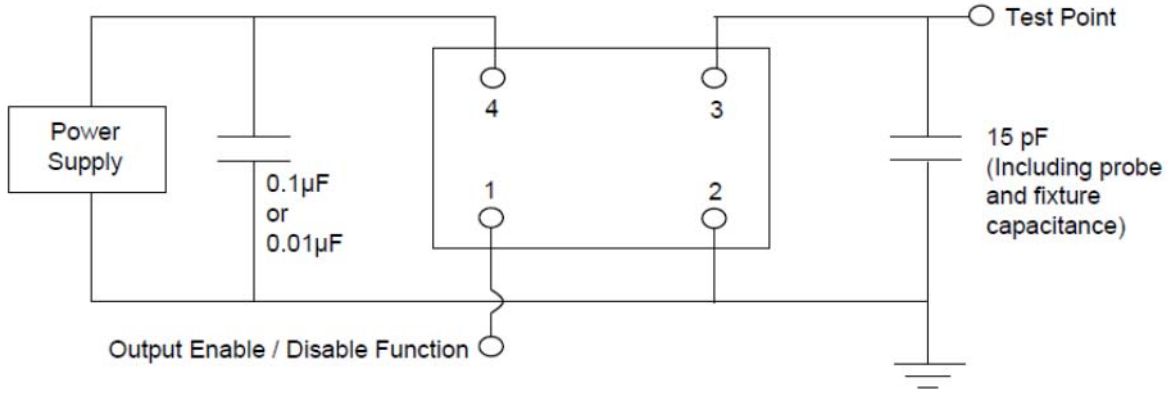 Test Point
4
3
Power
Supply
15 pF
(Including probe
and fixture
capacitance)
0.1µF
or
0.01µF
1
2
Output Enable / Disable Function